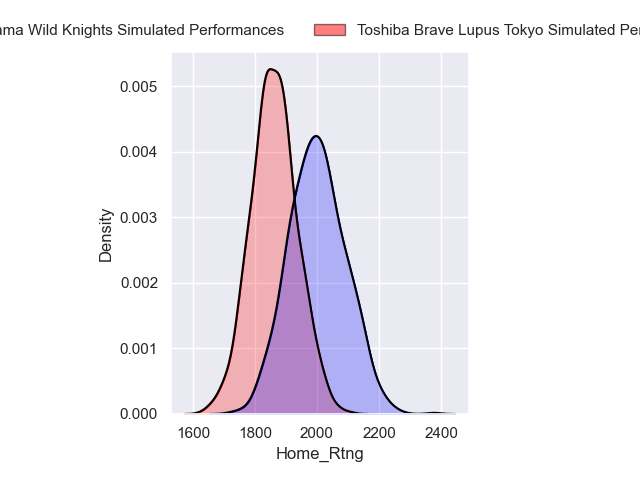 ama Wild Knights Simulated Performances
Toshiba Brave Lupus Tokyo Simulated Per
0.005
0.004
0.003
0.002
0.001
0.000
Density
1600 1800 2000 2200 2400
Home_Rtng